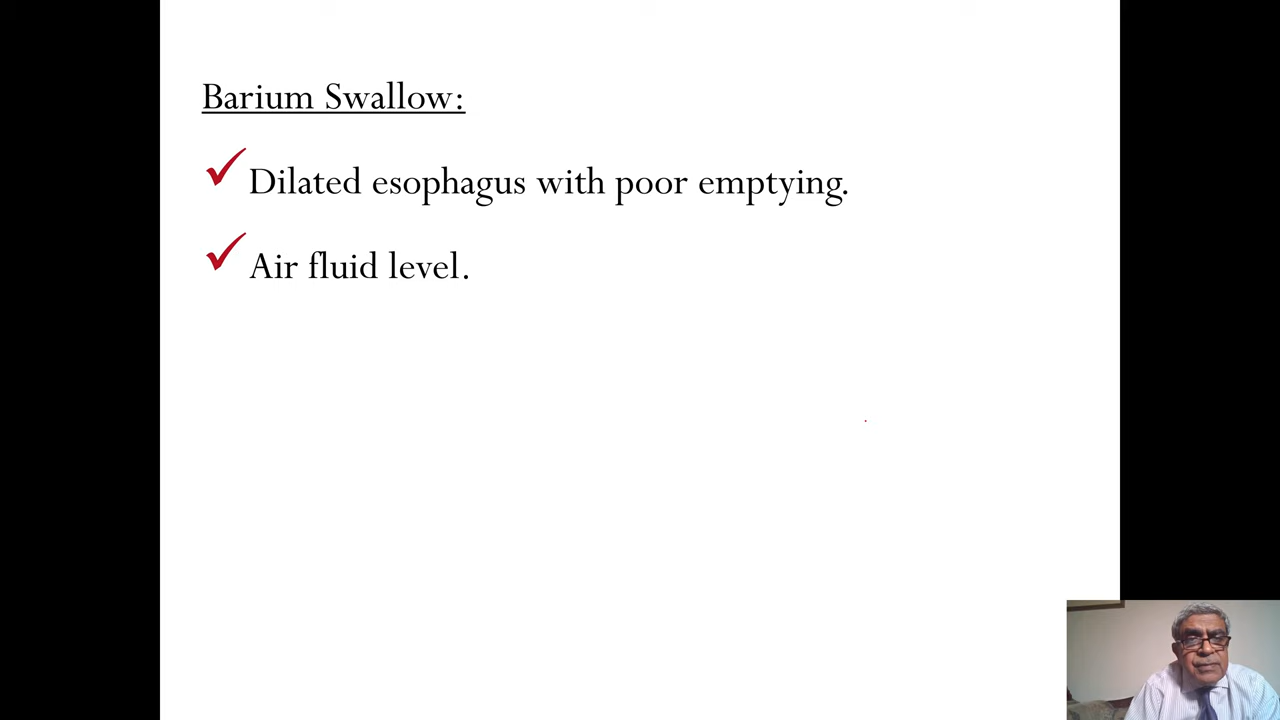 Barium Swallow:
Dilated esophagus with poor emptying.
Air fluid level.